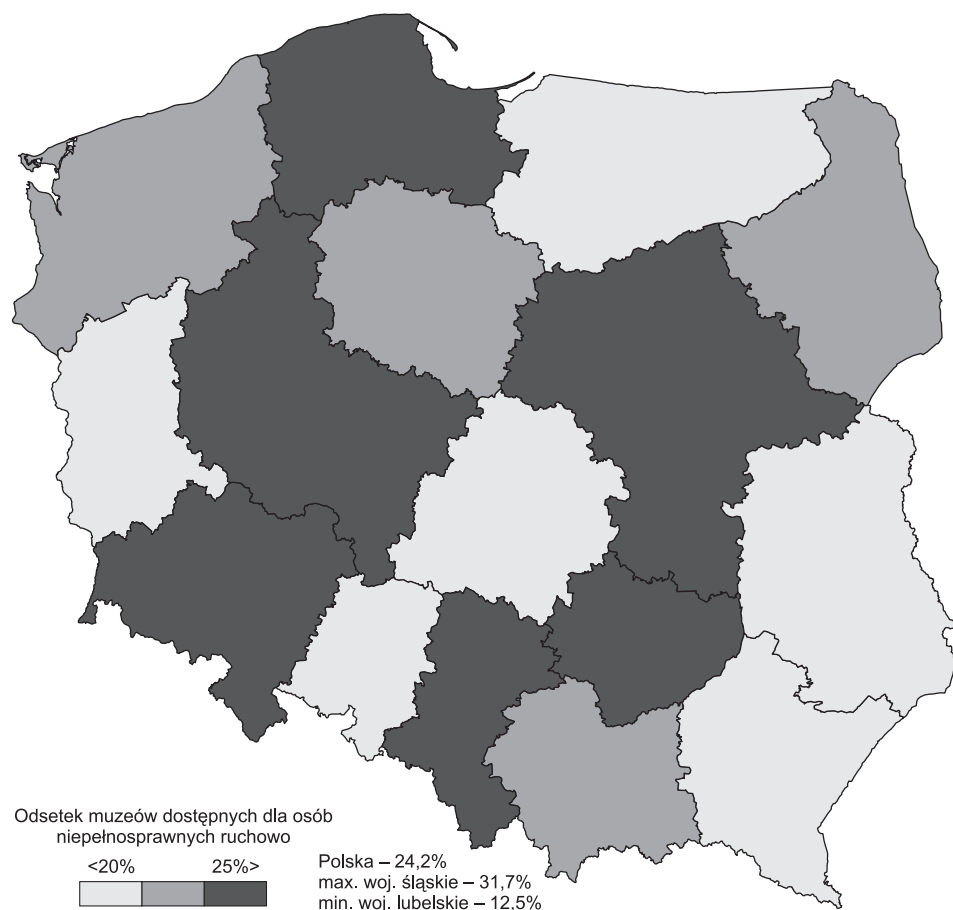 Odsetek muzeów dostępnych dla osób
niepełnosprawnych ruchowo
<20% 25%>
Polska – 24,2%
max. woj. śląskie – 31,7%
min. woj. lubelskie – 12,5%